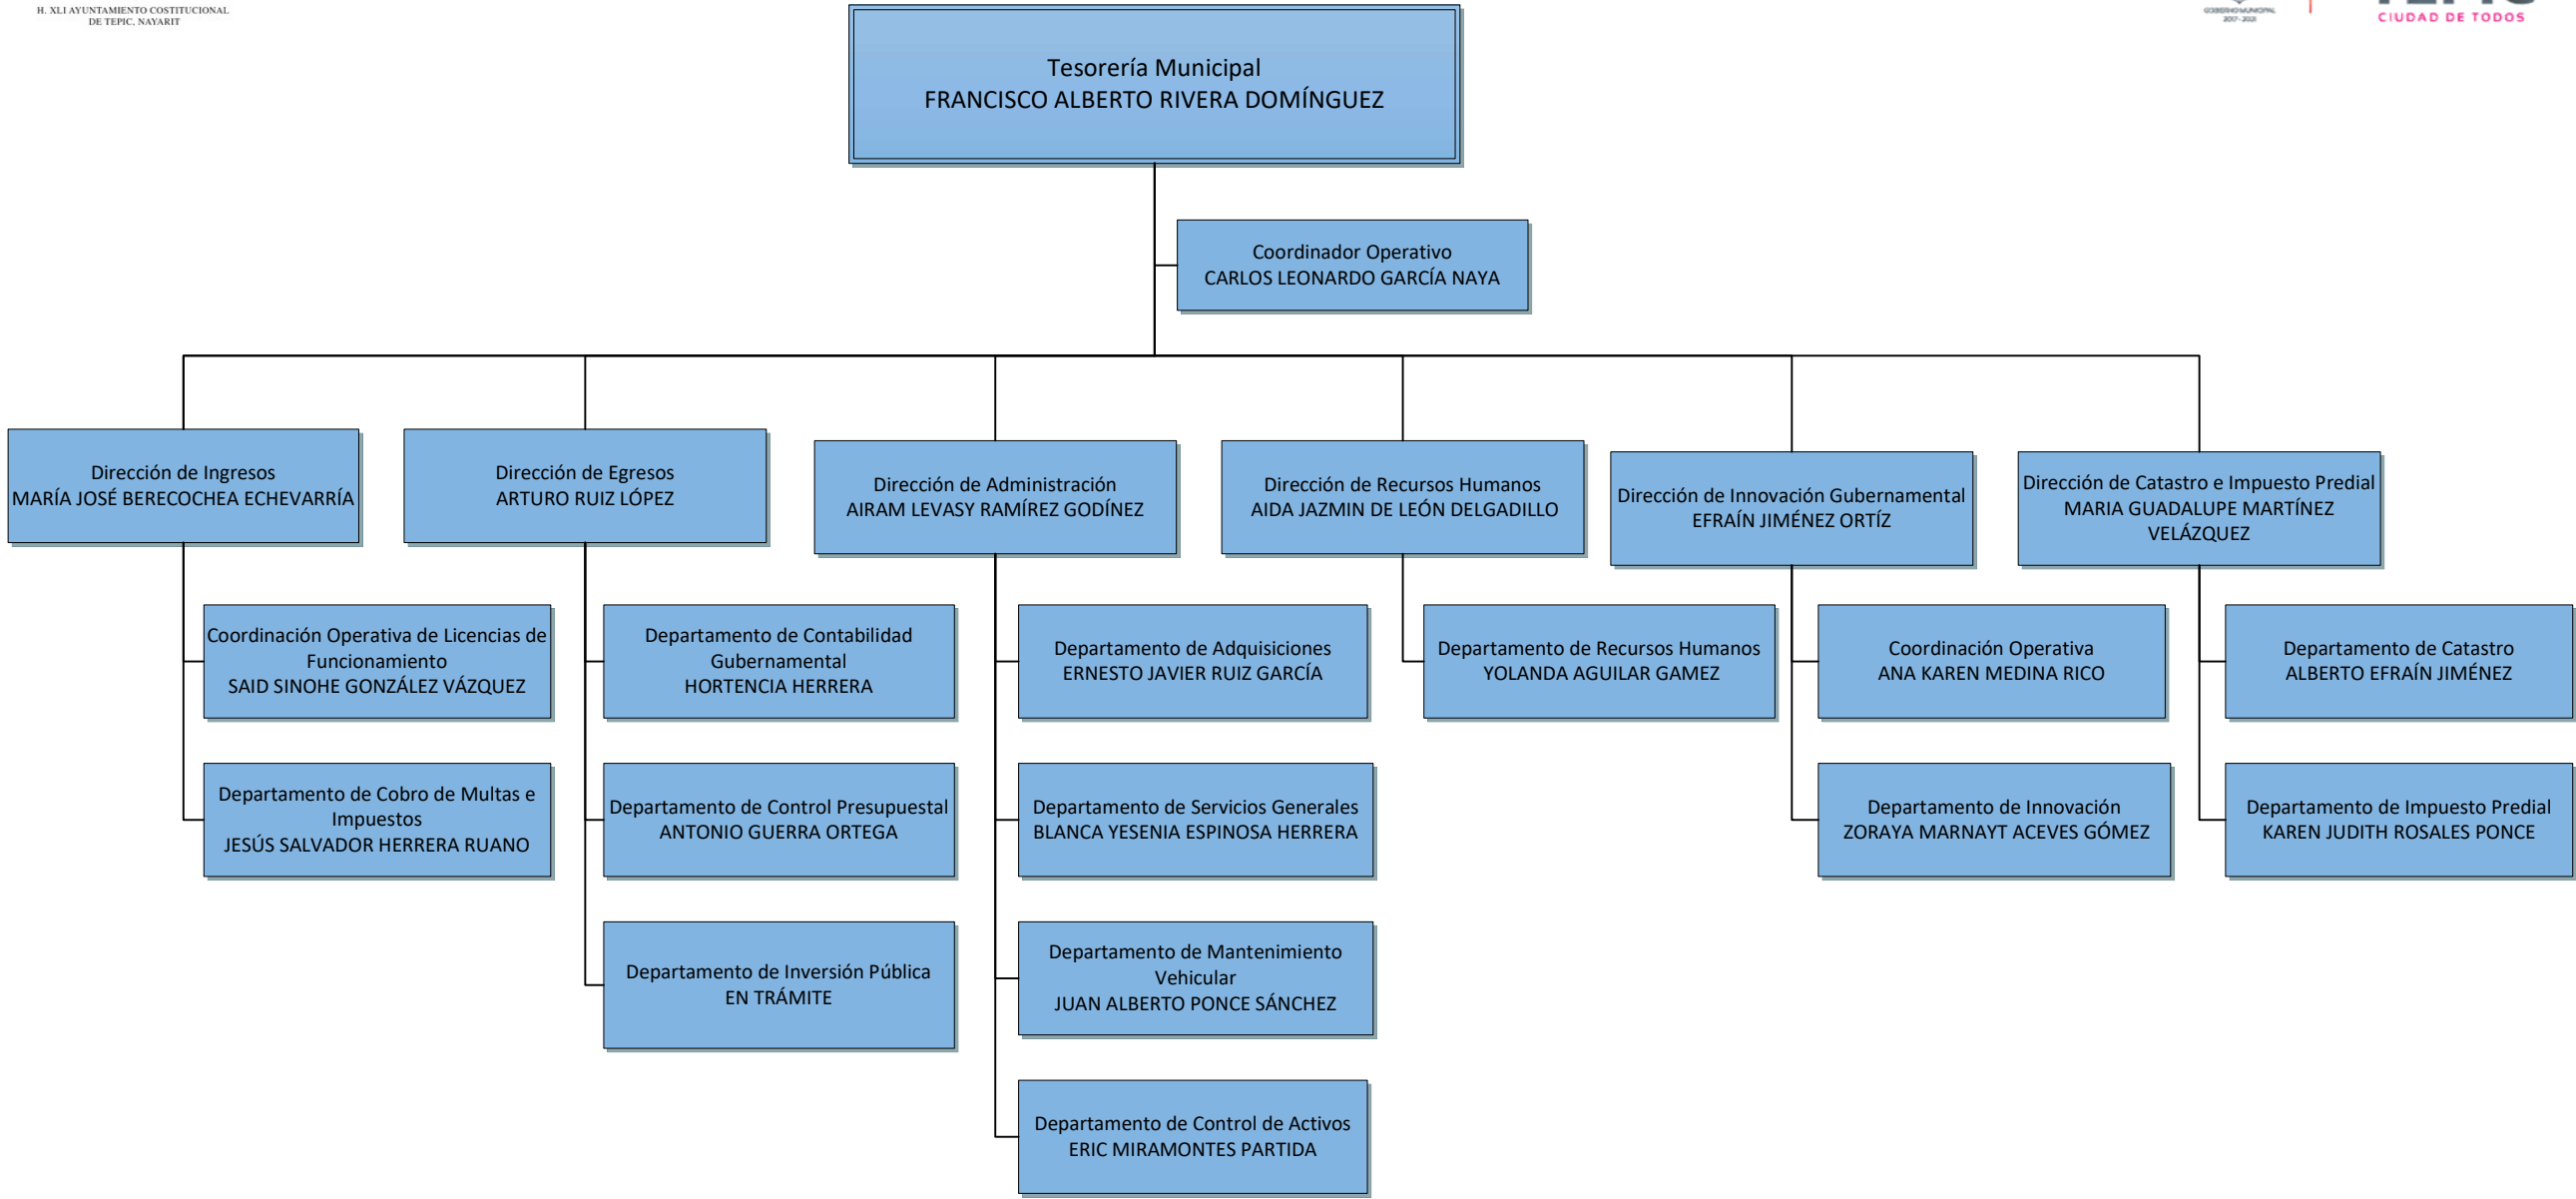 H. XLI AYUNTAMIENTO COSTITUCIONAL
DE TEPIC, NAYARIT
GOBIERNO MUNICIPAL
2017-2021
CIUDAD DE TODOS
Tesorería Municipal
FRANCISCO ALBERTO RIVERA DOMÍNGUEZ
Coordinador Operativo
CARLOS LEONARDO GARCÍA NAYA
Dirección de Ingresos
MARÍA JOSÉ BERECOCHEA ECHEVARRÍA
Dirección de Egresos
ARTURO RUIZ LÓPEZ
Dirección de Administración
AIRAM LEVASY RAMÍREZ GODÍNEZ
Dirección de Recursos Humanos
AIDA JAZMIN DE LEÓN DELGADILLO
Dirección de Innovación Gubernamental
EFRAÍN JIMÉNEZ ORTÍZ
Dirección de Catastro e Impuesto Predial
MARIA GUADALUPE MARTÍNEZ
VELÁZQUEZ
Coordinación Operativa de Licencias de
Funcionamiento
SAID SINOHE GONZÁLEZ VÁZQUEZ
Departamento de Contabilidad
Gubernamental
HORTENCIA HERRERA
Departamento de Adquisiciones
ERNESTO JAVIER RUIZ GARCÍA
Departamento de Recursos Humanos
YOLANDA AGUILAR GAMEZ
Coordinación Operativa
ANA KAREN MEDINA RICO
Departamento de Catastro
ALBERTO EFRAÍN JIMÉNEZ
Departamento de Cobro de Multas e
Impuestos
JESÚS SALVADOR HERRERA RUANO
Departamento de Control Presupuestal
ANTONIO GUERRA ORTEGA
Departamento de Servicios Generales
BLANCA YESENIA ESPINOSA HERRERA
Departamento de Innovación
ZORAYA MARNAYT ACEVES GÓMEZ
Departamento de Impuesto Predial
KAREN JUDITH ROSALES PONCE
Departamento de Inversión Pública
EN TRÁMITE
Departamento de Mantenimiento
Vehicular
JUAN ALBERTO PONCE SÁNCHEZ
Departamento de Control de Activos
ERIC MIRAMONTES PARTIDA